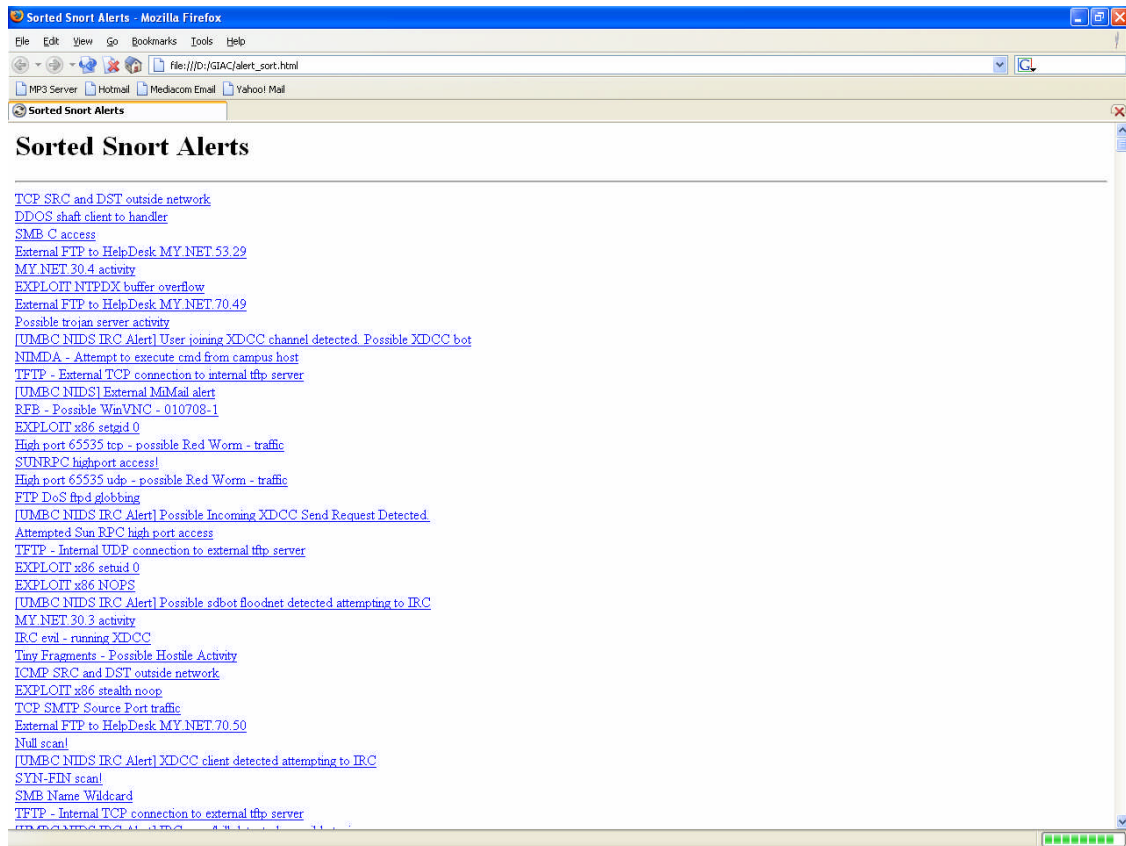 Sorted Snort Alerts - Mozilla Firefox
File Edit View Go Bookmarks Tools Help
file:///D:/GIAC/alert_sort.html
MP3 Server Hotmail Mediacom Email Yahoo! Mail
Sorted Snort Alerts
Sorted Snort Alerts
TCP SRC and DST outside network
DDOS shaft client to handler
SMB C access
External FTP to HelpDesk MY.NET.53.29
MY.NET.30.4 activity
EXPLOIT NTPDX buffer overflow
External FTP to HelpDesk MY.NET.70.49
Possible trojan server activity
[UMBC NIDS IRC Alert] User joining XDCC channel detected. Possible XDCC bot
NIMDA - Attempt to execute cmd from campus host
TFTP - External TCP connection to internal tftp server
[UMBC NIDS] External MiMail alert
RFB - Possible WinVNC - 010708-1
EXPLOIT x86 setgid 0
High port 65535 tcp - possible Red Worm - traffic
SUNRPC highport access!
High port 65535 udp - possible Red Worm - traffic
FTP DoS ftpd globbing
[UMBC NIDS IRC Alert] Possible Incoming XDCC Send Request Detected.
Attempted Sun RPC high port access
TFTP - Internal UDP connection to external tftp server
EXPLOIT x86 setuid 0
EXPLOIT x86 NOPS
[UMBC NIDS IRC Alert] Possible sdbot floodnet detected attempting to IRC
MY.NET.30.3 activity
IRC evil - running XDCC
Tiny Fragments - Possible Hostile Activity
ICMP SRC and DST outside network
EXPLOIT x86 stealth noop
TCP SMTP Source Port traffic
External FTP to HelpDesk MY.NET.70.50
Null scan!
[UMBC NIDS IRC Alert] XDCC client detected attempting to IRC
SYN-FIN scan!
SMB Name Wildcard
TFTP - Internal TCP connection to external tftp server